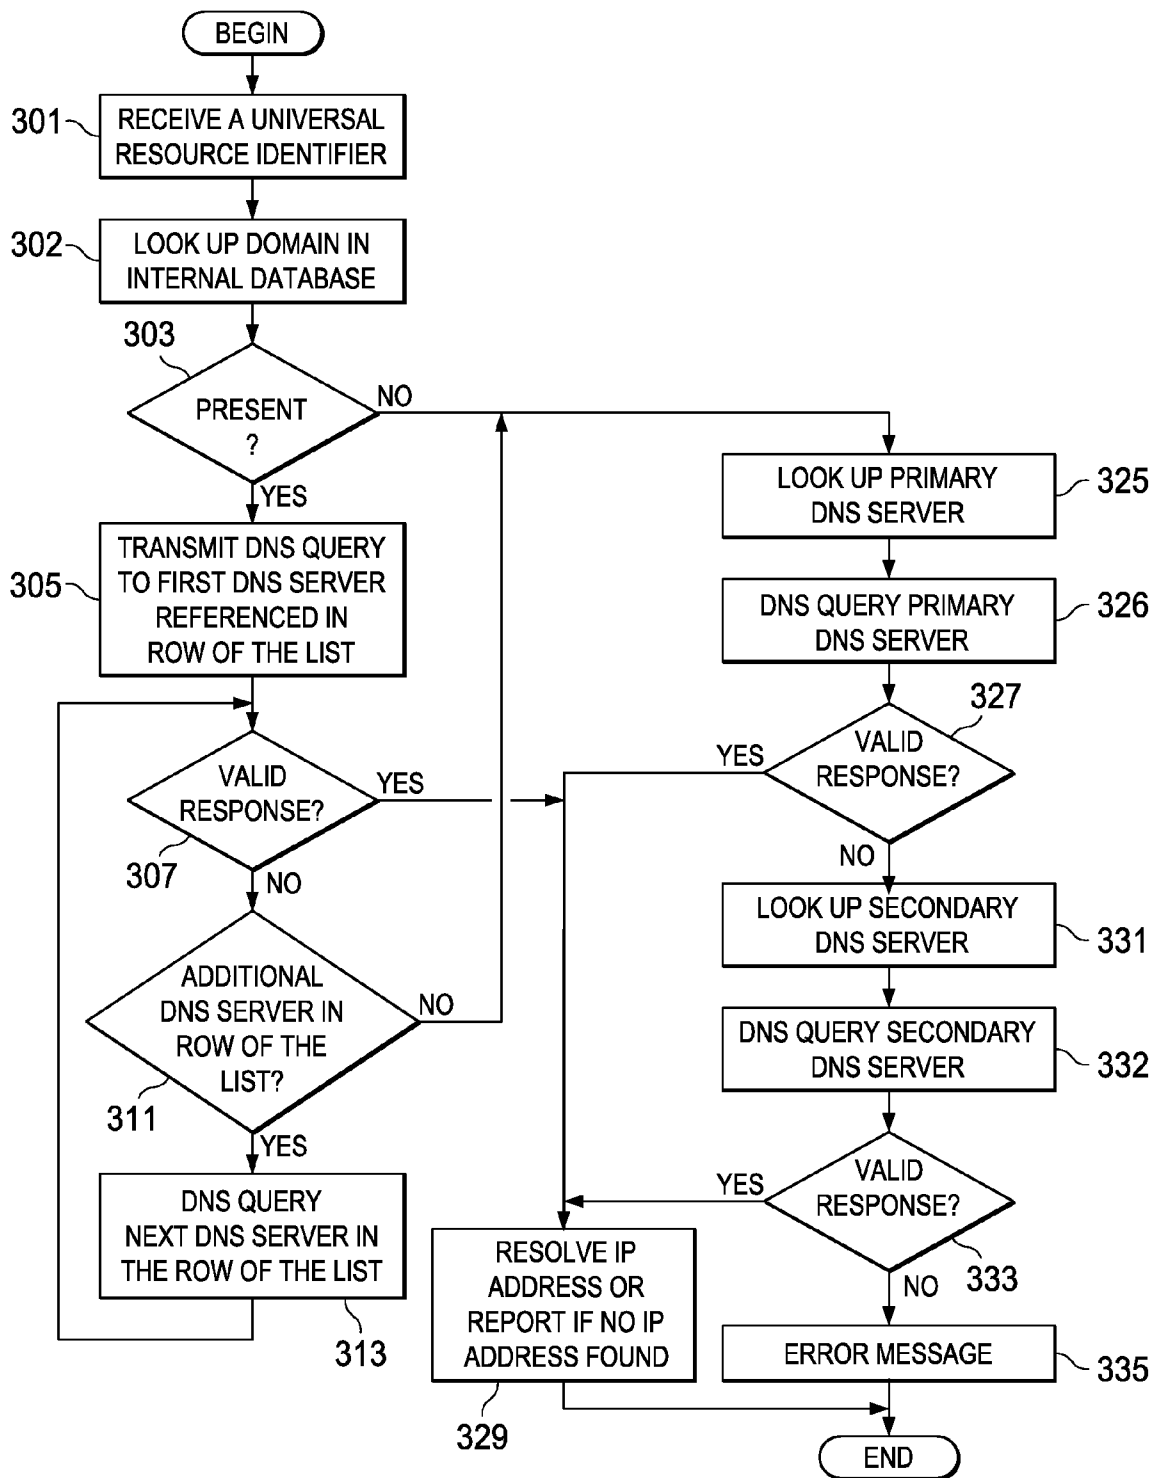 BEGIN
301
RECEIVE A UNIVERSAL
RESOURCE IDENTIFIER
302
LOOK UP DOMAIN IN
INTERNAL DATABASE
303
PRESENT
?
NO
YES
305
TRANSMIT DNS QUERY
TO FIRST DNS SERVER
REFERENCED IN
ROW OF THE LIST
VALID
RESPONSE?
YES
307
NO
ADDITIONAL
DNS SERVER IN
ROW OF THE
LIST?
NO
311
YES
DNS QUERY
NEXT DNS SERVER IN
THE ROW OF THE LIST
313
LOOK UP PRIMARY
DNS SERVER
325
DNS QUERY PRIMARY
DNS SERVER
326
327
VALID
RESPONSE?
YES
NO
LOOK UP SECONDARY
DNS SERVER
331
DNS QUERY SECONDARY
DNS SERVER
332
VALID
RESPONSE?
YES
333
NO
RESOLVE IP
ADDRESS OR
REPORT IF NO IP
ADDRESS FOUND
329
ERROR MESSAGE
335
END